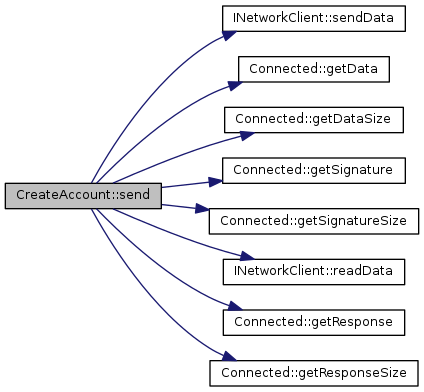 INetworkClient::sendData
Connected::getData
Connected::getDataSize
Connected::getSignature
CreateAccount::send
Connected::getSignatureSize
INetworkClient::readData
Connected::getResponse
Connected::getResponseSize